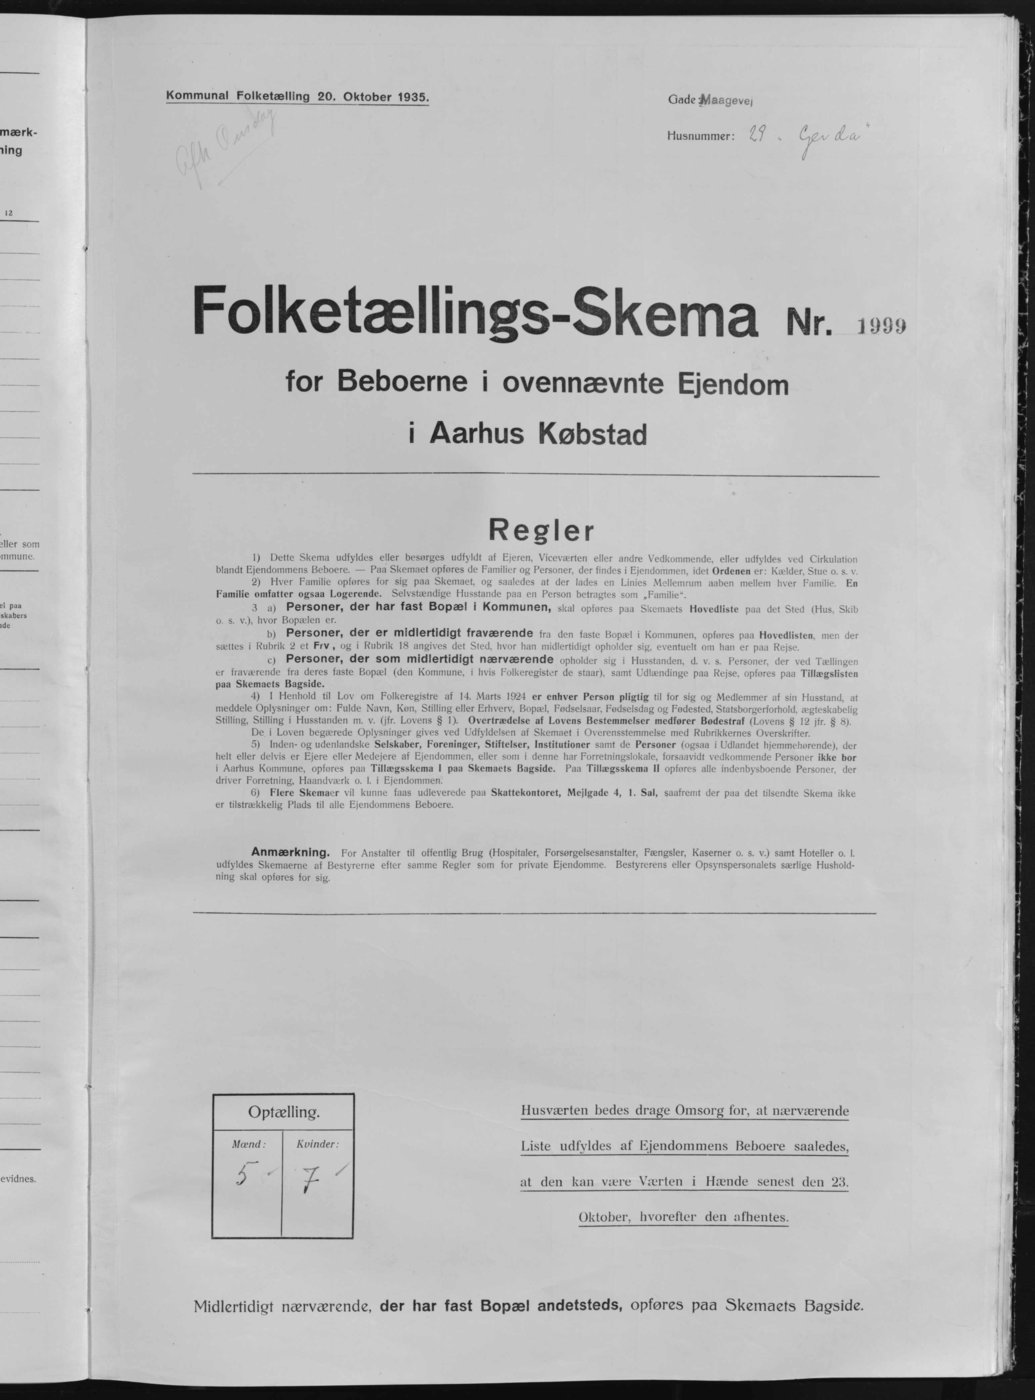 mærk-
ning
12
eller som
ommune.
el paa
skabers
ede
evidnes.
Kommunal Folketælling 20. Oktober 1935.
Gade: Maagevej
Husnummer: 29 - Gerda"
Afh Onsdag
Folketællings-Skema Nr. 1999
for Beboerne i ovennævnte Ejendom
i Aarhus Købstad
Regler
1) Dette Skema udfyldes eller besørges udfyldt af Ejeren, Viceværten eller andre Vedkommende, eller udfyldes ved Cirkulation
blandt Ejendommens Beboere. — Paa Skemaet opføres de Familier og Personer, der findes i Ejendommen, idet Ordenen er: Kælder, Stue o. s. v.
2) Hver Familie opføres for sig paa Skemaet, og saaledes at der lades en Linies Mellemrum aaben mellem hver Familie. En
Familie omfatter ogsaa Logerende. Selvstændige Husstande paa en Person betragtes som „Familie“.
3 a) Personer, der har fast Bopæl i Kommunen, skal opføres paa Skemaets Hovedliste paa det Sted (Hus, Skib
o. s. v.), hvor Bopælen er.
b) Personer, der er midlertidigt fraværende fra den faste Bopæl i Kommunen, opføres paa Hovedlisten, men der
sættes i Rubrik 2 et Frv, og i Rubrik 18 angives det Sted, hvor han midlertidigt opholder sig, eventuelt om han er paa Rejse.
c) Personer, der som midlertidigt nærværende opholder sig i Husstanden, d. v. s. Personer, der ved Tællingen
er fraværende fra deres faste Bopæl (den Kommune, i hvis Folkeregister de staar), samt Udlændinge paa Rejse, opføres paa Tillægslisten
paa Skemaets Bagside.
4) I Henhold til Lov om Folkeregistre af 14. Marts 1924 er enhver Person pligtig til for sig og Medlemmer af sin Husstand, at
meddele Oplysninger om: Fulde Navn, Køn, Stilling eller Erhverv, Bopæl, Fødselsaar, Fødselsdag og Fødested, Statsborgerforhold, ægteskabelig
Stilling, Stilling i Husstanden m. v. (jfr. Lovens § 1). Overtrædelse af Lovens Bestemmelser medfører Bødestraf (Lovens § 12 jfr. § 8).
De i Loven begærede Oplysninger gives ved Udfyldelsen af Skemaet i Overensstemmelse med Rubrikkernes Overskrifter.
5) Inden- og udenlandske Selskaber, Foreninger, Stiftelser, Institutioner samt de Personer (ogsaa i Udlandet hjemmehørende), der
helt eller delvis er Ejere eller Medejere af Ejendommen, eller som i denne har Forretningslokale, forsaavidt vedkommende Personer ikke bor
i Aarhus Kommune, opføres paa Tillægsskema I paa Skemaets Bagside. Paa Tillægsskema II opføres alle indenbysboende Personer, der
driver Forretning, Haandværk o. l. i Ejendommen.
6) Flere Skemaer vil kunne faas udleverede paa Skattekontoret, Mejlgade 4, 1. Sal, saafremt der paa det tilsendte Skema ikke
er tilstrækkelig Plads til alle Ejendommens Beboere.
Anmærkning. For Anstalter til offentlig Brug (Hospitaler, Forsørgelsesanstalter, Fængsler, Kaserner o. s. v.) samt Hoteller o. l.
udfyldes Skemaerne af Bestyrerne efter samme Regler som for private Ejendomme. Bestyrerens eller Opsynspersonalets særlige Hushold-
ning skal opføres for sig.
Optælling.
Mænd: Kvinder:
5 7
Husværten bedes drage Omsorg for, at nærværende
Liste udfyldes af Ejendommens Beboere saaledes,
at den kan være Værten i Hænde senest den 23.
Oktober, hvorefter den afhentes.
Midlertidigt nærværende, der har fast Bopæl andetsteds, opføres paa Skemaets Bagside.